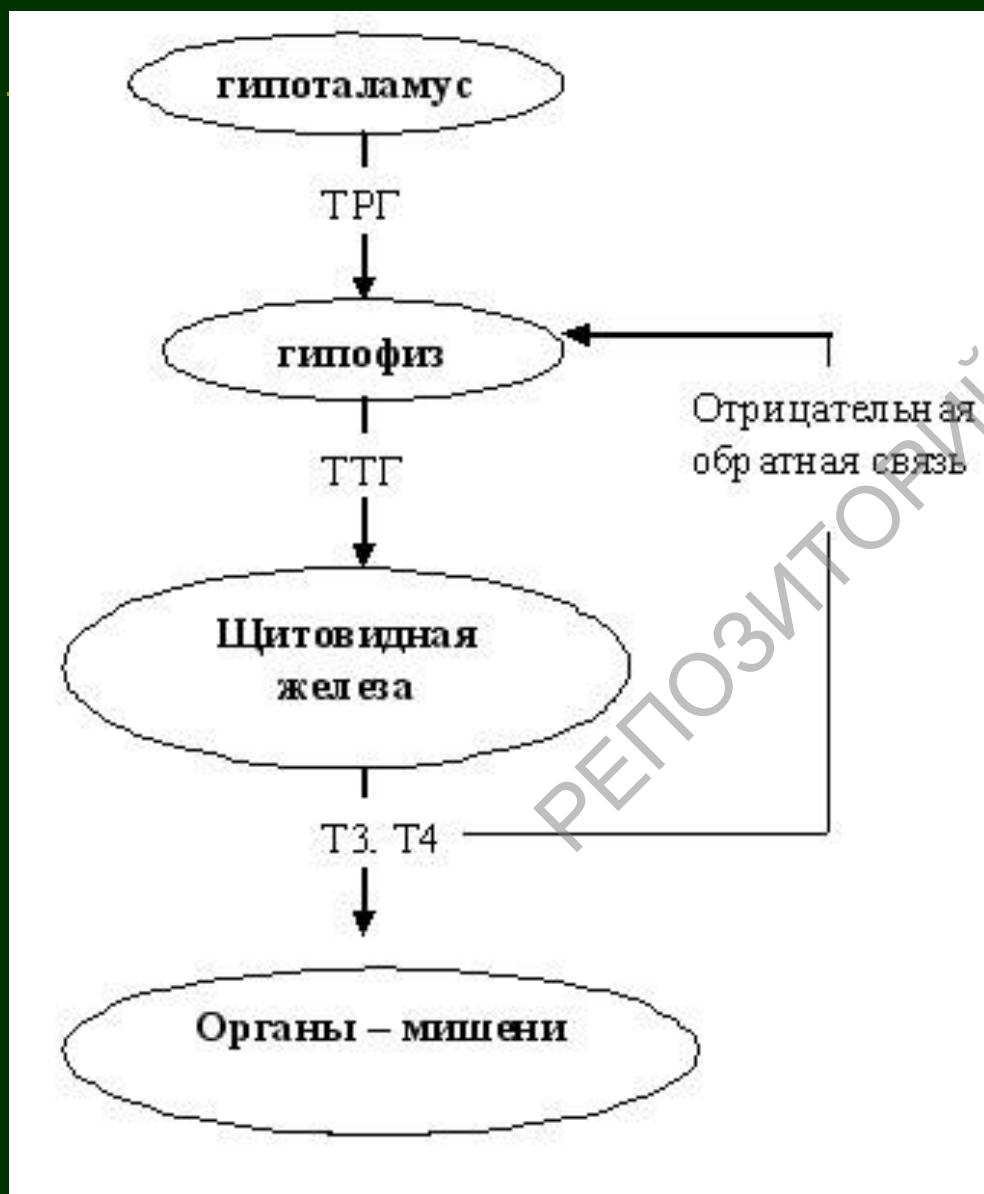 гипоталамус
ТРГ
гипофиз
Отрицательная
обратная связь
ТТГ
Щитовидная
железа
Т3. Т4
Органы – мишени
РЕПОЗИТОРИЙ